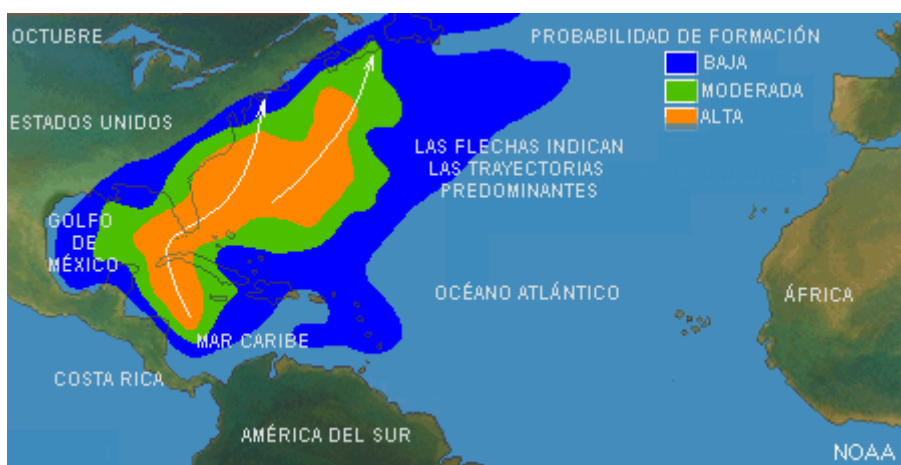 OCTUBRE
PROBABILIDAD DE FORMACIÓN
BAJA
MODERADA
ALTA
ESTADOS UNIDOS
LAS FLECHAS INDICAN
LAS TRAYECTORIAS
PREDOMINANTES
GOLFO
DE
MÉXICO
OCÉANO ATLÁNTICO
ÁFRICA
MAR CARIBE
COSTA RICA
AMÉRICA DEL SUR
NOAA